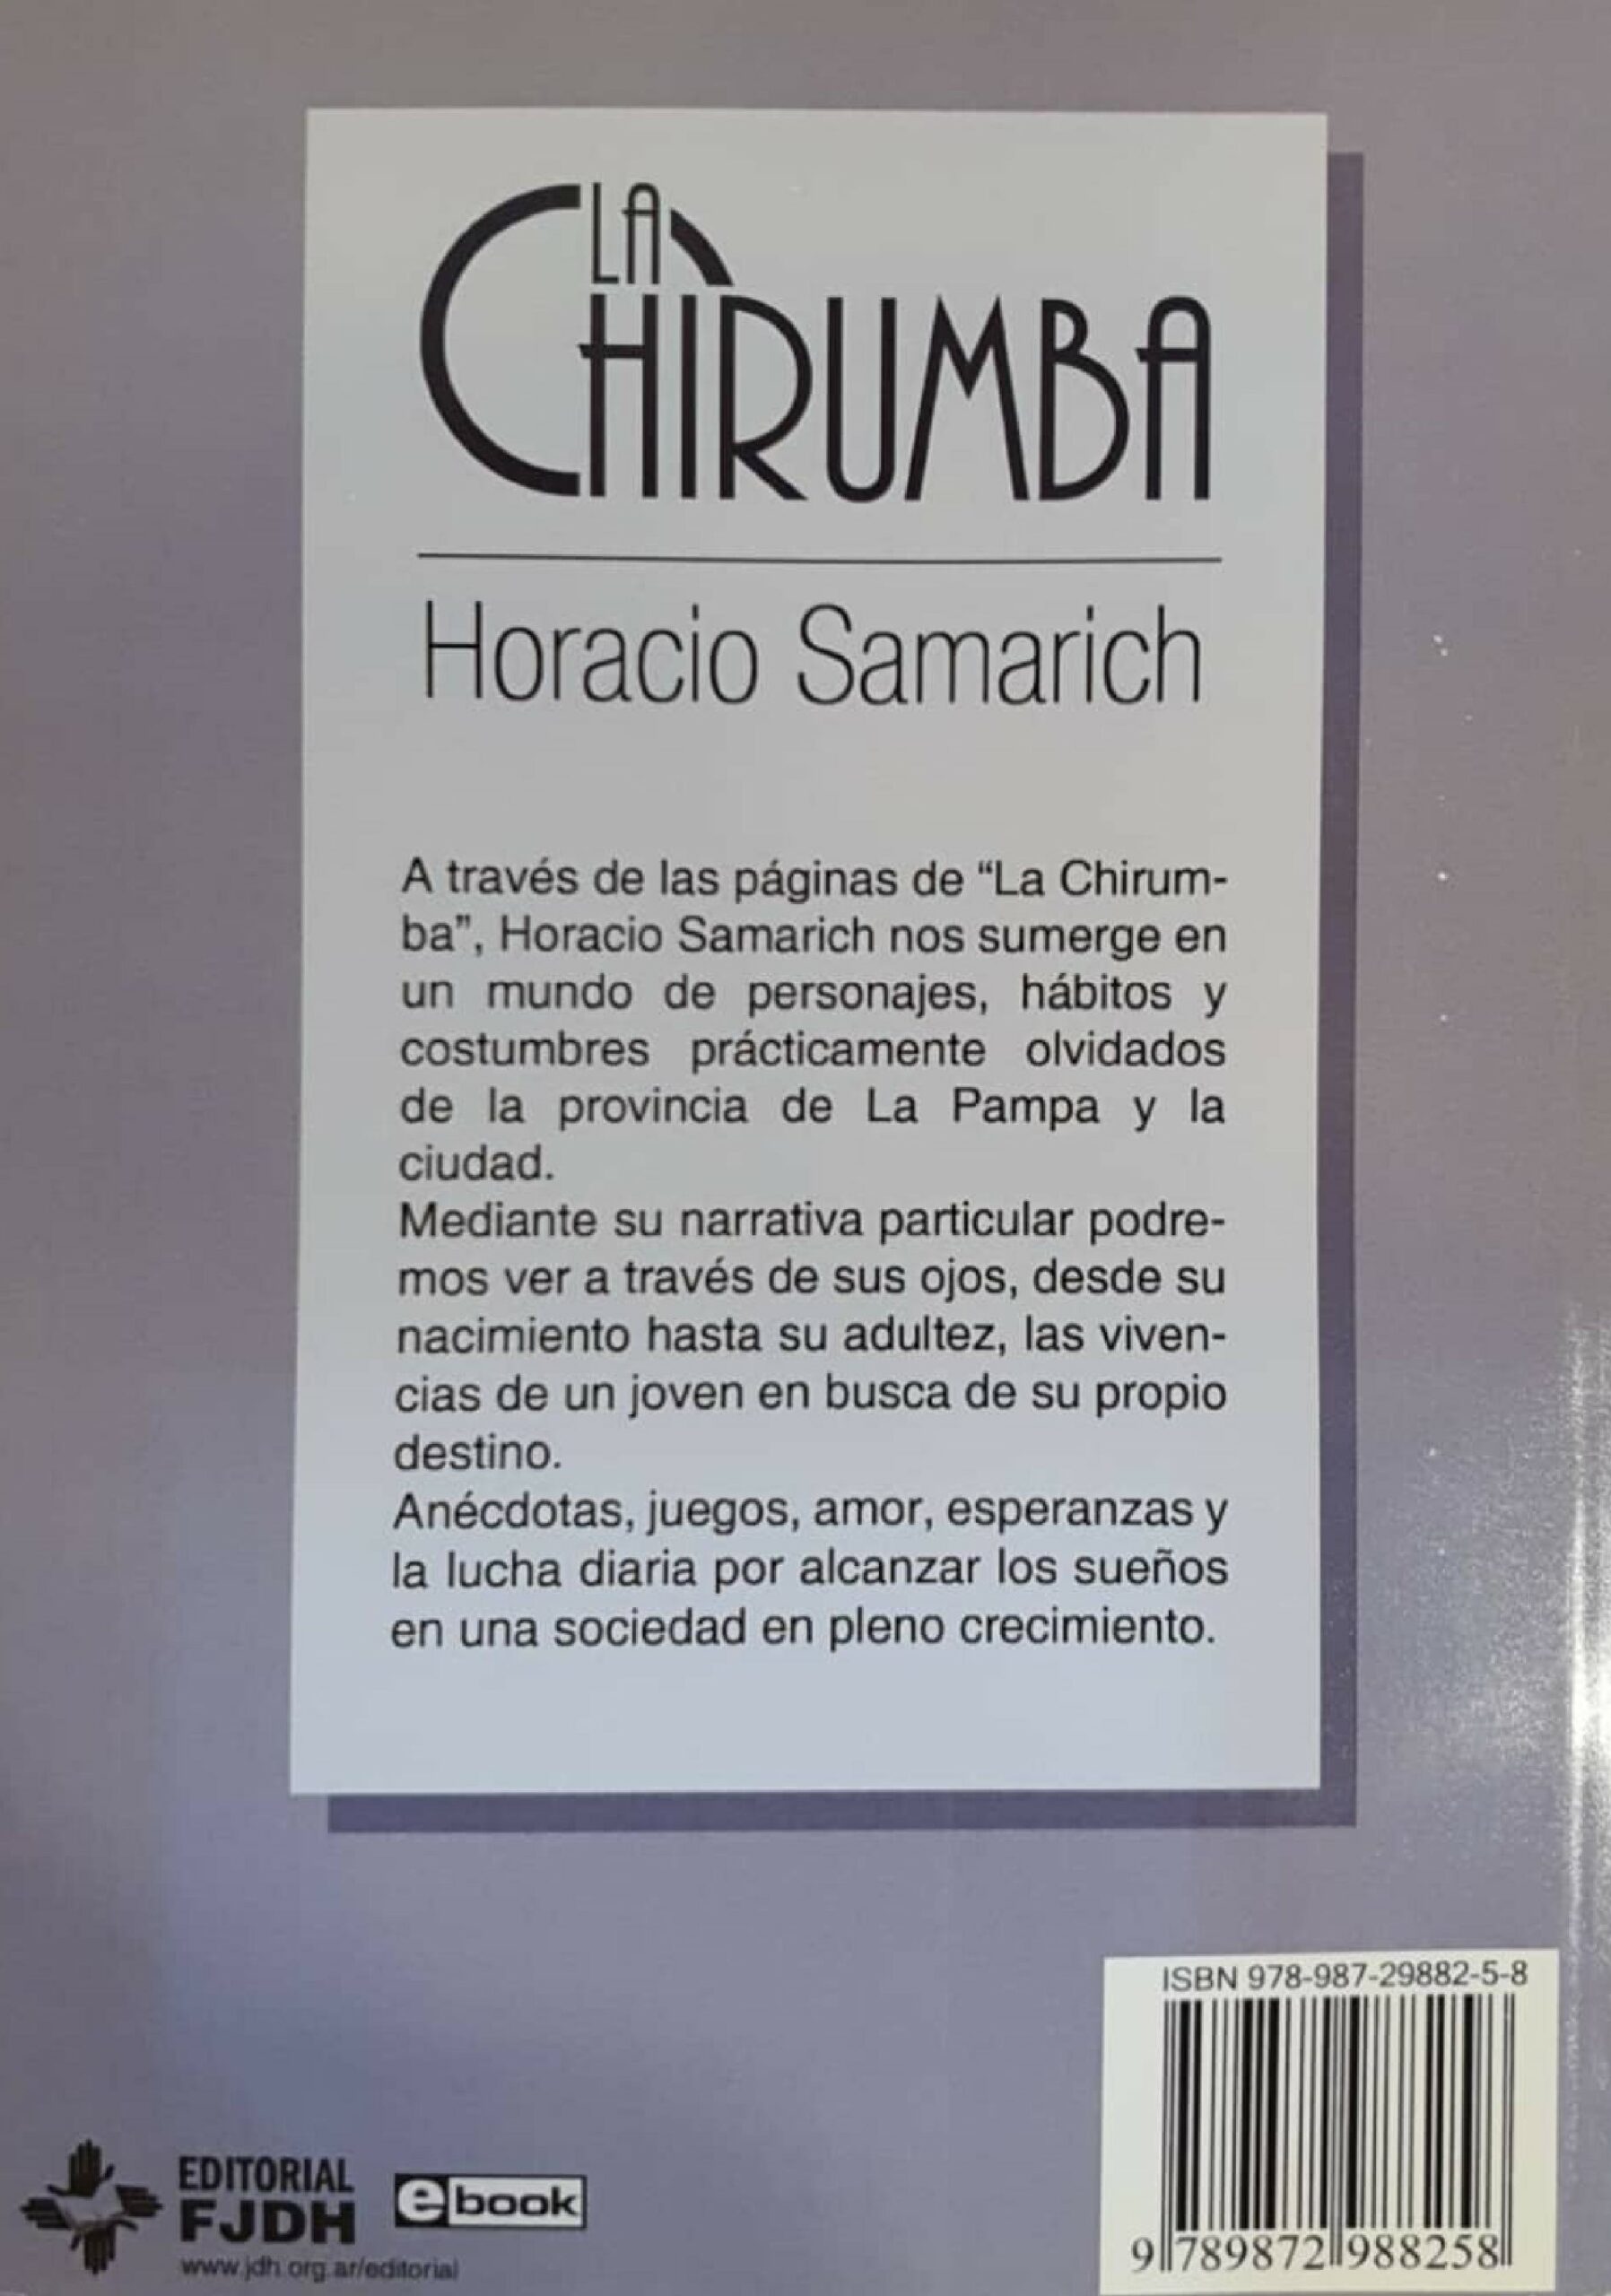 LA
CHIRUMBA
Horacio Samarich
A través de las páginas de “La Chirum-
ba”, Horacio Samarich nos sumerge en
un mundo de personajes, hábitos y
costumbres prácticamente olvidados
de la provincia de La Pampa y la
ciudad.
Mediante su narrativa particular podre-
mos ver a través de sus ojos, desde su
nacimiento hasta su adultez, las viven-
cias de un joven en busca de su propio
destino.
Anécdotas, juegos, amor, esperanzas y
la lucha diaria por alcanzar los sueños
en una sociedad en pleno crecimiento.
ISBN 978-987-29882-5-8
9 789872 988258
EDITORIAL
FJDH
www.jdh.org.ar/editorial
ebook